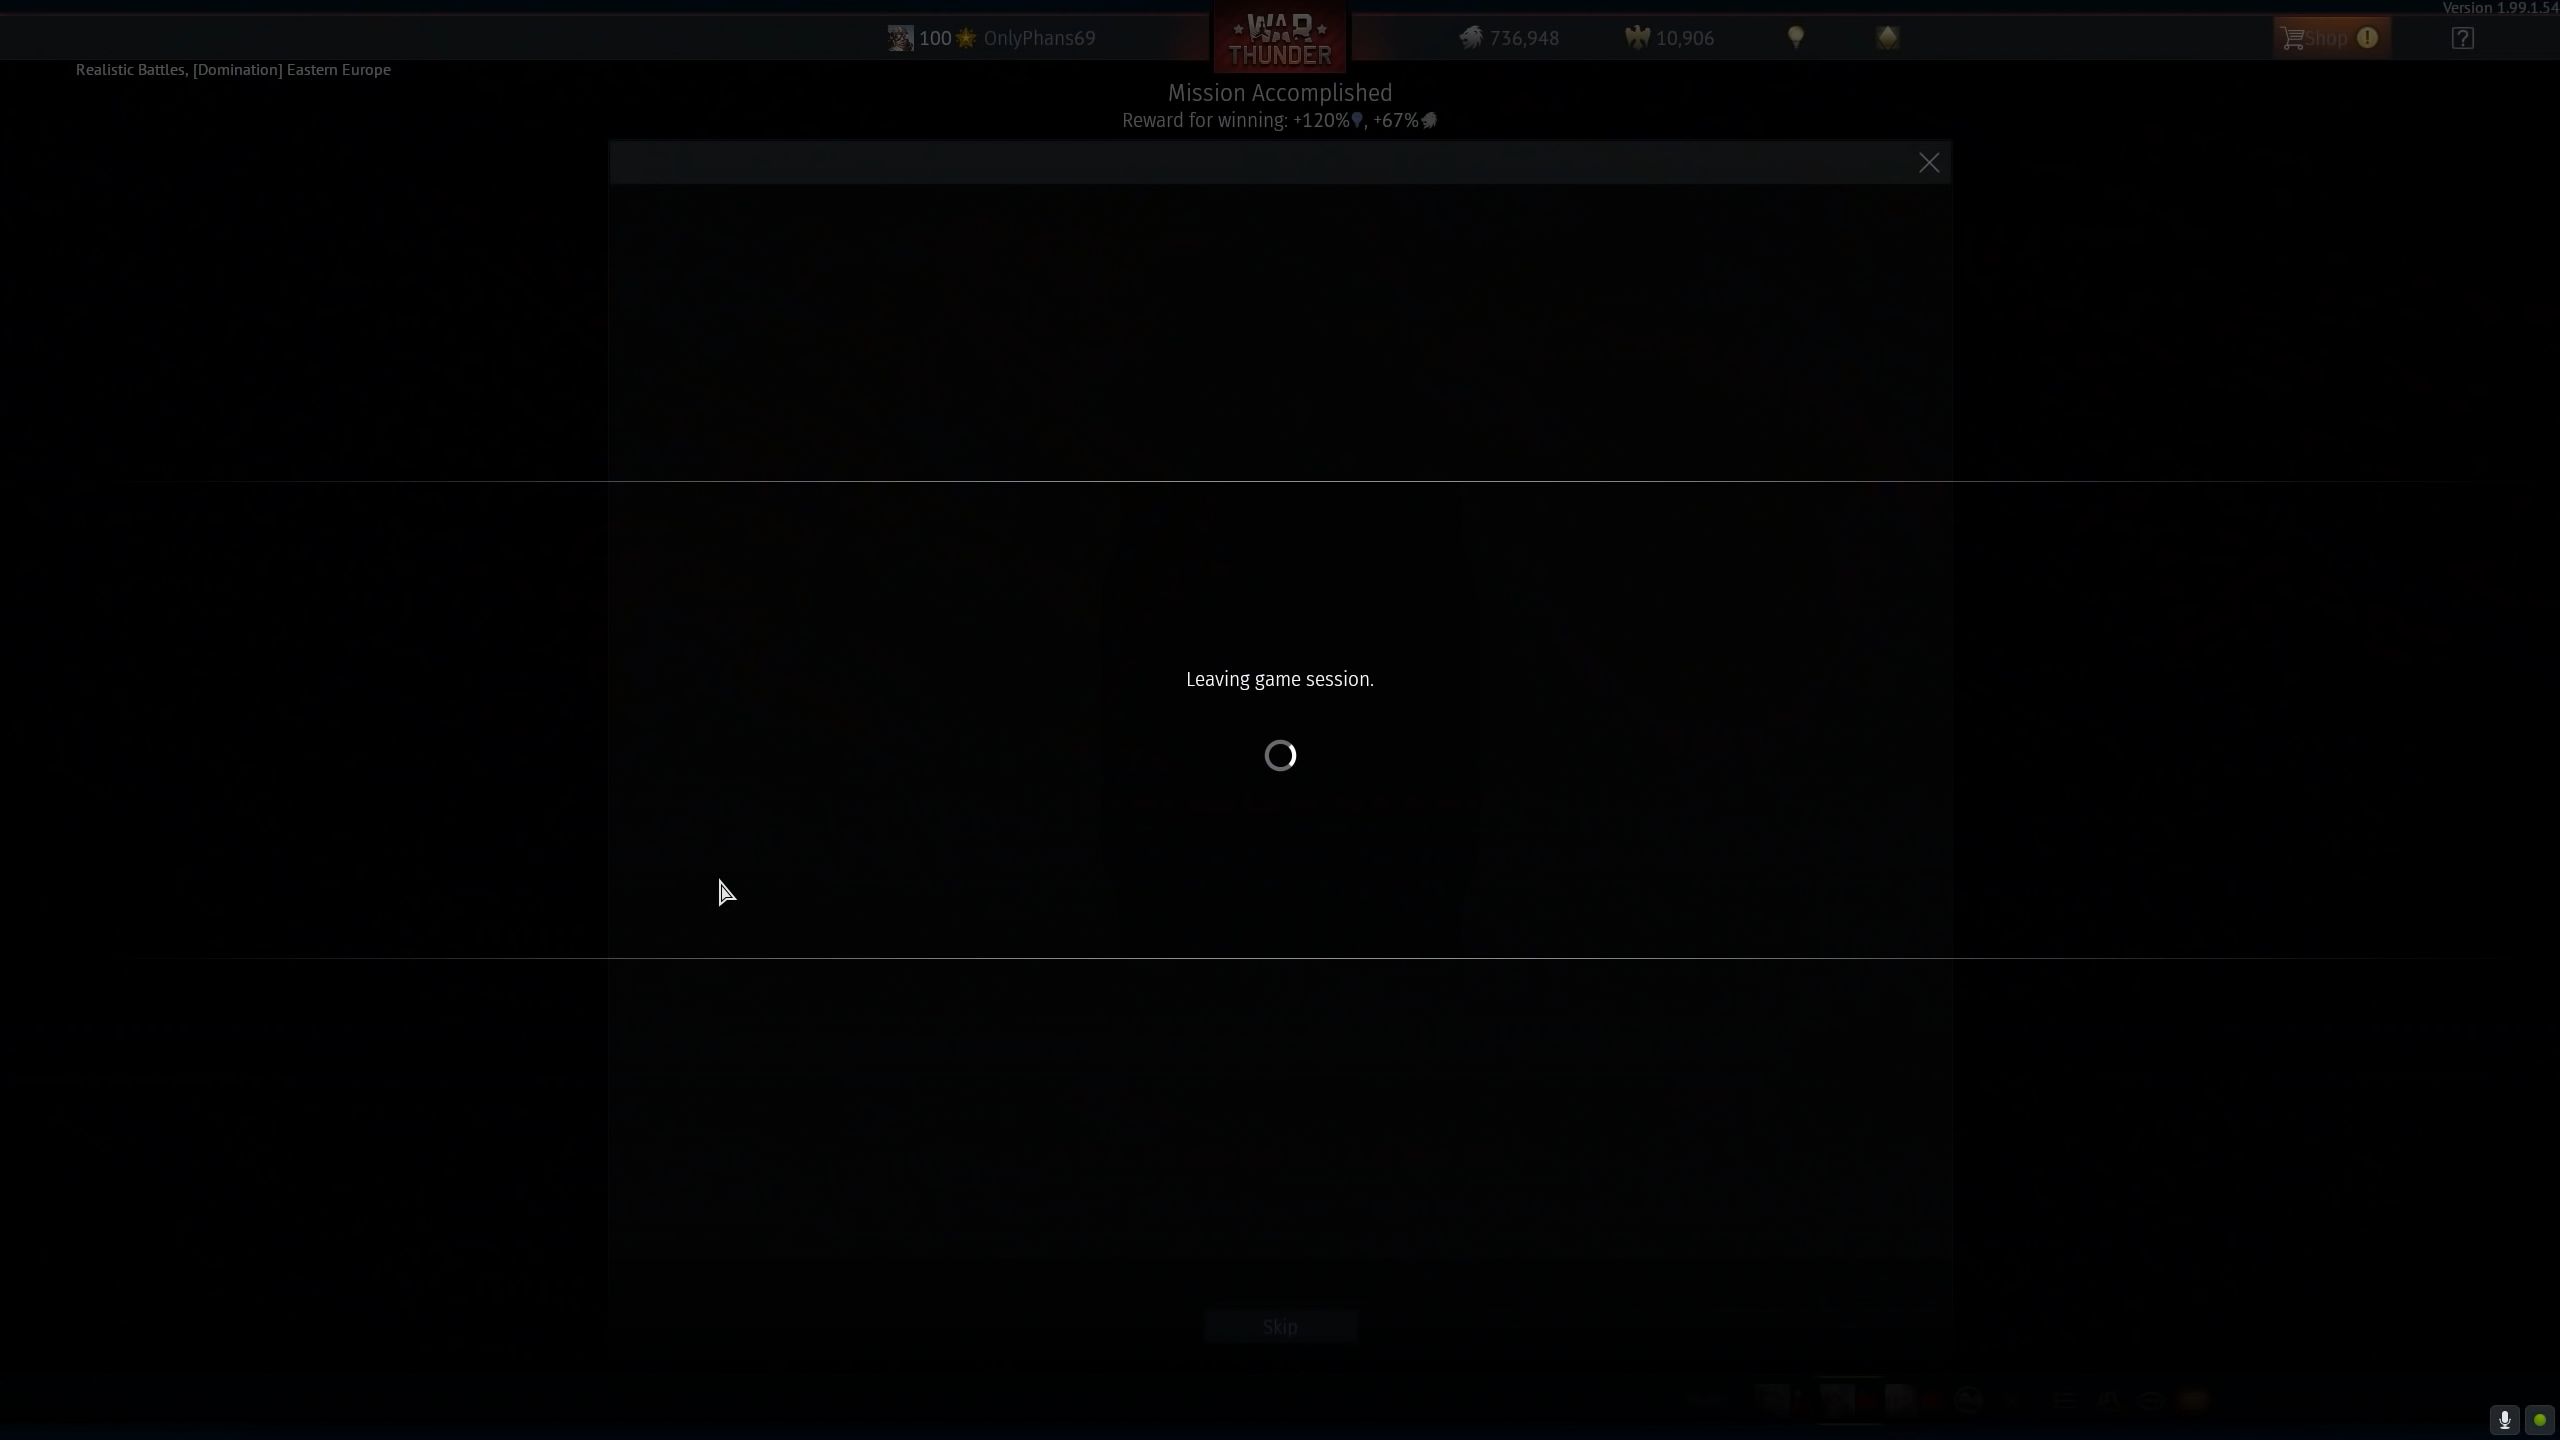 Version 1.99.1.54
100 OnlyPhans69
WAR
THUNDER
736,948
10,906
Shop
Realistic Battles, [Domination] Eastern Europe
Mission Accomplished
Reward for winning: +120%, +67%
Leaving game session.
Skip